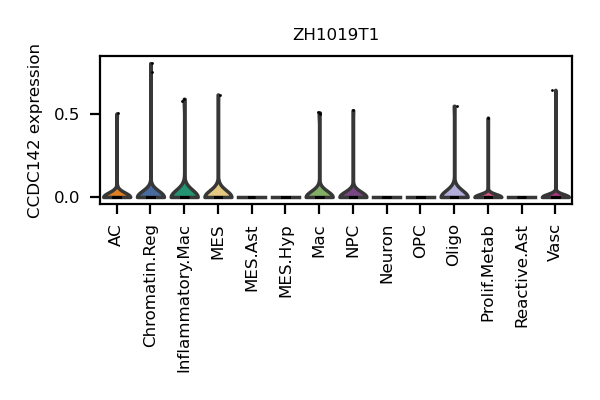 ZH1019T1
CCDC142 expression
0.5
0.0
AC
Chromatin.Reg
Inflammatory.Mac
MES
MES.Ast
MES.Hyp
Mac
NPC
Neuron
OPC
Oligo
Prolif.Metab
Reactive.Ast
Vasc